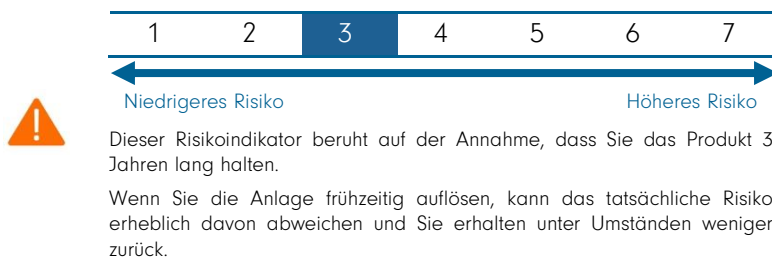 1 2 3 4 5 6 7
Niedrigeres Risiko Höheres Risiko
Dieser Risikoindikator beruht auf der Annahme, dass Sie das Produkt 3
Jahren lang halten.
Wenn Sie die Anlage frühzeitig auflösen, kann das tatsächliche Risiko
erheblich davon abweichen und Sie erhalten unter Umständen weniger
zurück.